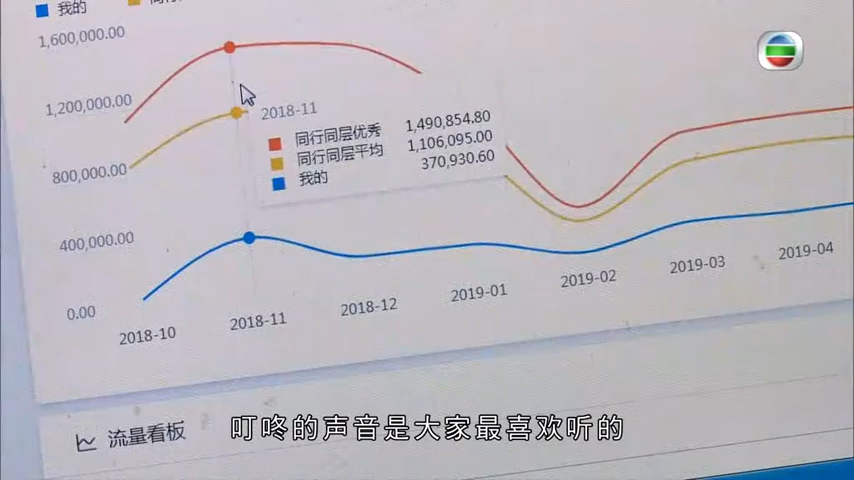 我的
1,600,000.00
1,200,000.00
800,000.00
400,000.00
0.00
2018-11
同行同层优秀 1,490,854.80
同行同层平均 1,106,095.00
我的 370,930.60
2018-10 2018-11 2018-12 2019-01 2019-02 2019-03 2019-04
流量看板
叮咚的声音是大家最喜欢听的